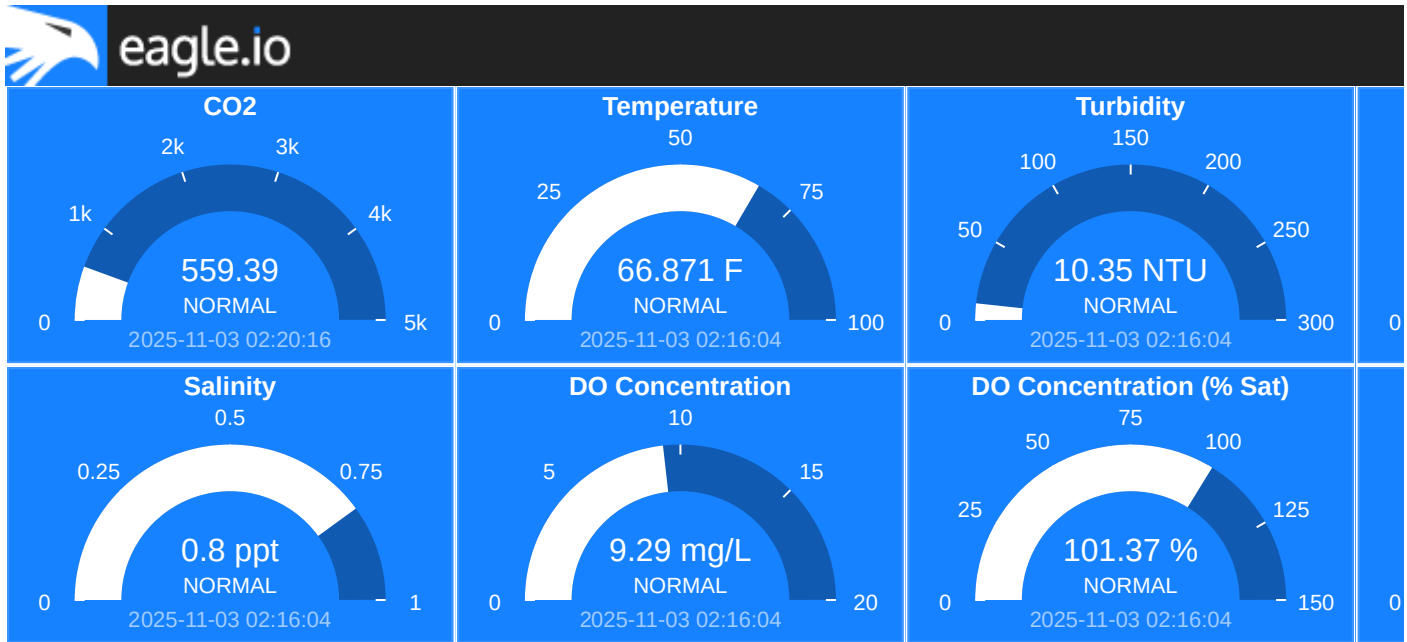 eagle.io
CO2
2k
3k
1k
4k
559.39
NORMAL
0
5k
2025-11-03 02:20:16
Temperature
50
25
75
66.871 F
NORMAL
0
100
2025-11-03 02:16:04
Turbidity
150
100
200
50
250
10.35 NTU
NORMAL
0
300
2025-11-03 02:16:04
0
Salinity
0.5
0.25
0.75
0.8 ppt
NORMAL
0
1
2025-11-03 02:16:04
DO Concentration
10
5
15
9.29 mg/L
NORMAL
0
20
2025-11-03 02:16:04
DO Concentration (% Sat)
75
50
100
25
125
101.37 %
NORMAL
0
150
2025-11-03 02:16:04
0